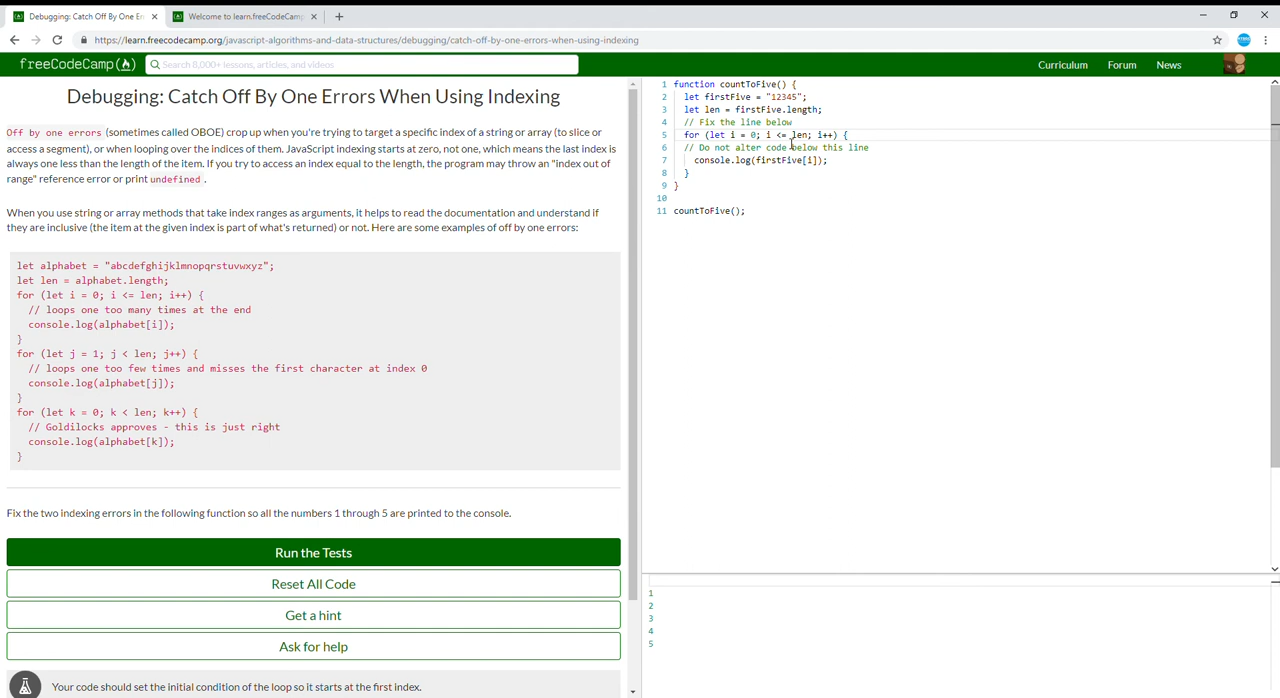 Debugging: Catch Off By One Er
Welcome to learn.freeCodeCamp
https://learn.freecodecamp.org/javascript-algorithms-and-data-structures/debugging/catch-off-by-one-errors-when-using-indexing
freeCodeCamp
Search 8,000+ lessons, articles, and videos
Curriculum Forum News
Debugging: Catch Off By One Errors When Using Indexing
Off by one errors (sometimes called OBOE) crop up when you're trying to target a specific index of a string or array (to slice or
access a segment), or when looping over the indices of them. JavaScript indexing starts at zero, not one, which means the last index is
always one less than the length of the item. If you try to access an index equal to the length, the program may throw an "index out of
range" reference error or print undefined .
When you use string or array methods that take index ranges as arguments, it helps to read the documentation and understand if
they are inclusive (the item at the given index is part of what's returned) or not. Here are some examples of off by one errors:
let alphabet = "abcdefghijklmnopqrstuvwxyz";
let len = alphabet.length;
for (let i = 0; i <= len; i++) {
// loops one too many times at the end
console.log(alphabet[i]);
}
for (let j = 1; j < len; j++) {
// loops one too few times and misses the first character at index 0
console.log(alphabet[j]);
}
for (let k = 0; k < len; k++) {
// Goldilocks approves - this is just right
console.log(alphabet[k]);
}
Fix the two indexing errors in the following function so all the numbers 1 through 5 are printed to the console.
Run the Tests
Reset All Code
Get a hint
Ask for help
Your code should set the initial condition of the loop so it starts at the first index.
1 function countToFive() {
2 let firstFive = "12345";
3 let len = firstFive.length;
4 // Fix the line below
5 for (let i = 0; i <= len; i++) {
6 // Do not alter code below this line
7 console.log(firstFive[i]);
8 }
9 }
10
11 countToFive();
1
2
3
4
5